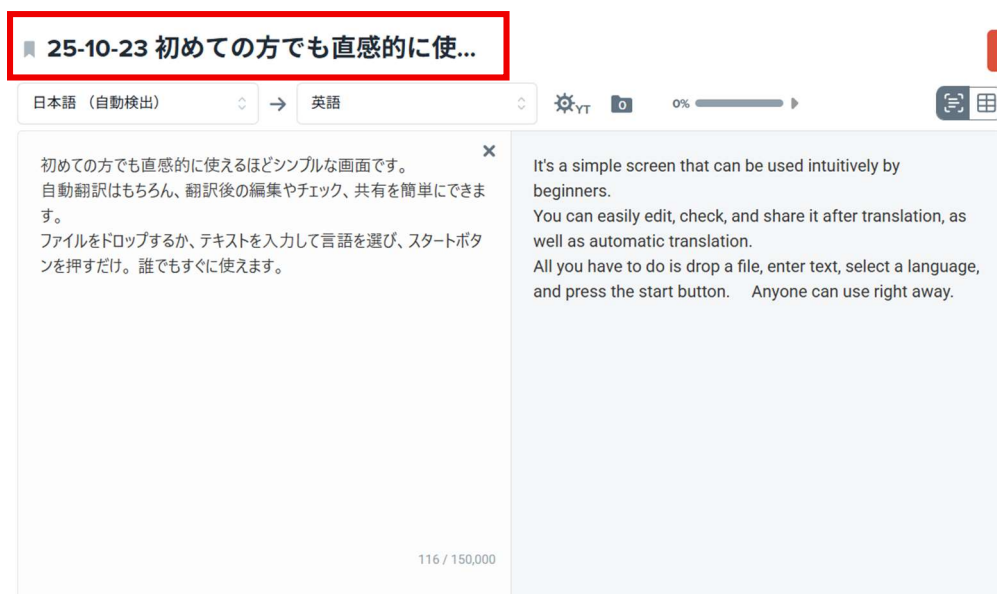 25-10-23 初めての方でも直感的に使...
日本語 （自動検出）
英語
YT
0
0%
初めての方でも直感的に使えるほどシンプルな画面です。
自動翻訳はもちろん、翻訳後の編集やチェック、共有を簡単にできま
す。
ファイルをドロップするか、テキストを入力して言語を選び、スタートボタ
ンを押すだけ。誰でもすぐに使えます。
116 / 150,000
It's a simple screen that can be used intuitively by
beginners.
You can easily edit, check, and share it after translation, as
well as automatic translation.
All you have to do is drop a file, enter text, select a language,
and press the start button.　Anyone can use right away.